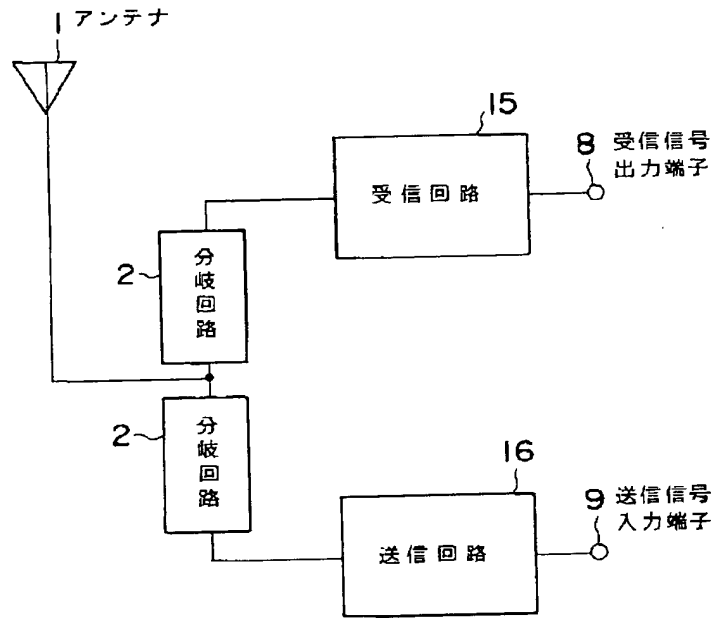 1 アンテナ
15
受信回路
8 受信信号
出力端子
2
分岐回路
2
分岐回路
16
送信回路
9 送信信号
入力端子